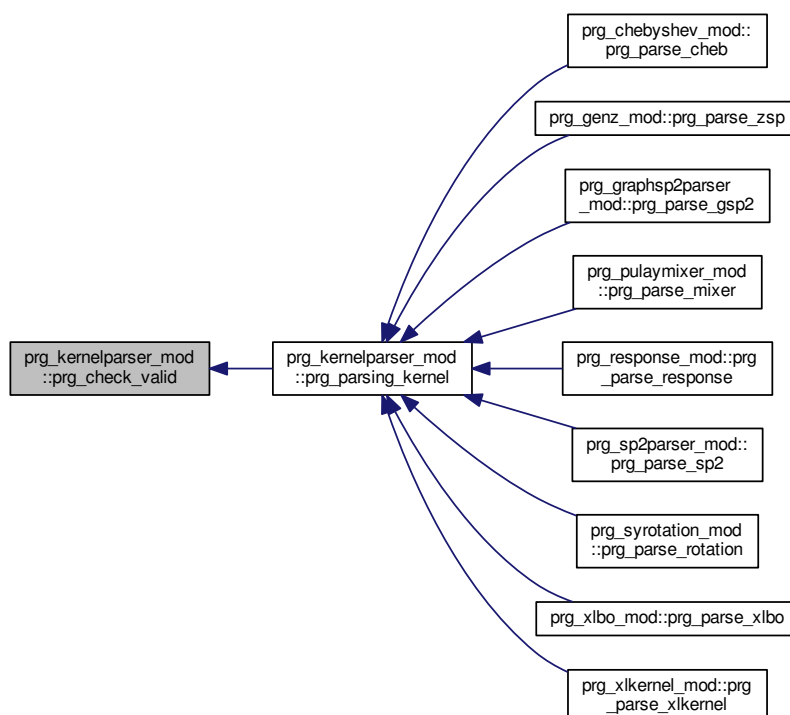 prg_chebyshev_mod::
prg_parse_cheb
prg_genz_mod::prg_parse_zsp
prg_graphsp2parser
_mod::prg_parse_gsp2
prg_pulaymixer_mod
::prg_parse_mixer
prg_kernelparser_mod
::prg_check_valid
prg_kernelparser_mod
::prg_parsing_kernel
prg_response_mod::prg
_parse_response
prg_sp2parser_mod::
prg_parse_sp2
prg_syrotation_mod
::prg_parse_rotation
prg_xlbo_mod::prg_parse_xlbo
prg_xlkernel_mod::prg
_parse_xlkernel